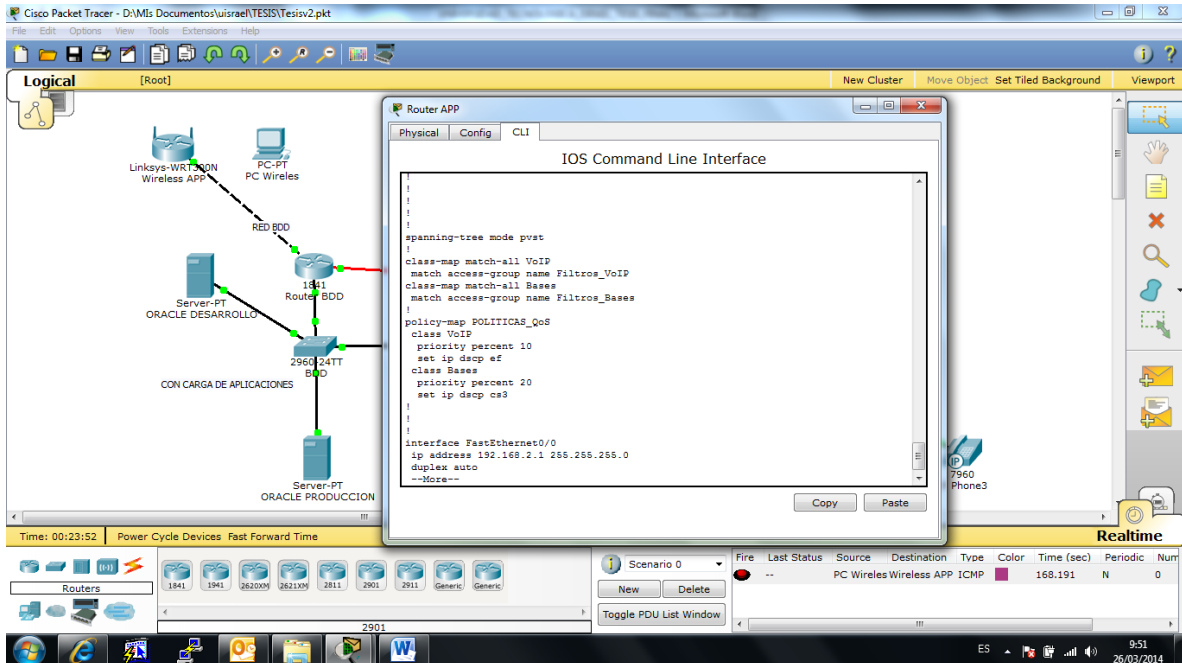 Cisco Packet Tracer - D:\MIs Documentos\uisrael\TESIS\Tesisv2.pkt
File Edit Options View Tools Extensions Help
Logical [Root] New Cluster Move Object Set Tiled Background Viewport
Linksys-WRT300N
Wireless APP
PC-PT
PC Wireles
RED BDD
1841
Router BDD
Server-PT
ORACLE DESARROLLO
2960-24TT
BDD
CON CARGA DE APLICACIONES
Server-PT
ORACLE PRODUCCION
Router APP
Physical Config CLI
IOS Command Line Interface
!
!
!
!
!
spanning-tree mode pvst
!
class-map match-all VoIP
match access-group name Filtros_VoIP
class-map match-all Bases
match access-group name Filtros_Bases
!
policy-map POLITICAS_QoS
class VoIP
priority percent 10
set ip dscp ef
class Bases
priority percent 20
set ip dscp cs3
!
!
!
interface FastEthernet0/0
ip address 192.168.2.1 255.255.255.0
duplex auto
--More--
Copy Paste
IP
7960
Phone3
Time: 00:23:52 Power Cycle Devices Fast Forward Time Realtime
Routers
1841 1941 2620XM 2621XM 2811 2901 2911 Generic Generic
2901
Scenario 0
New Delete
Toggle PDU List Window
Fire Last Status Source Destination Type Color Time (sec) Periodic Num
-- PC Wireles Wireless APP ICMP 168.191 N 0
ES 9:51
26/03/2014